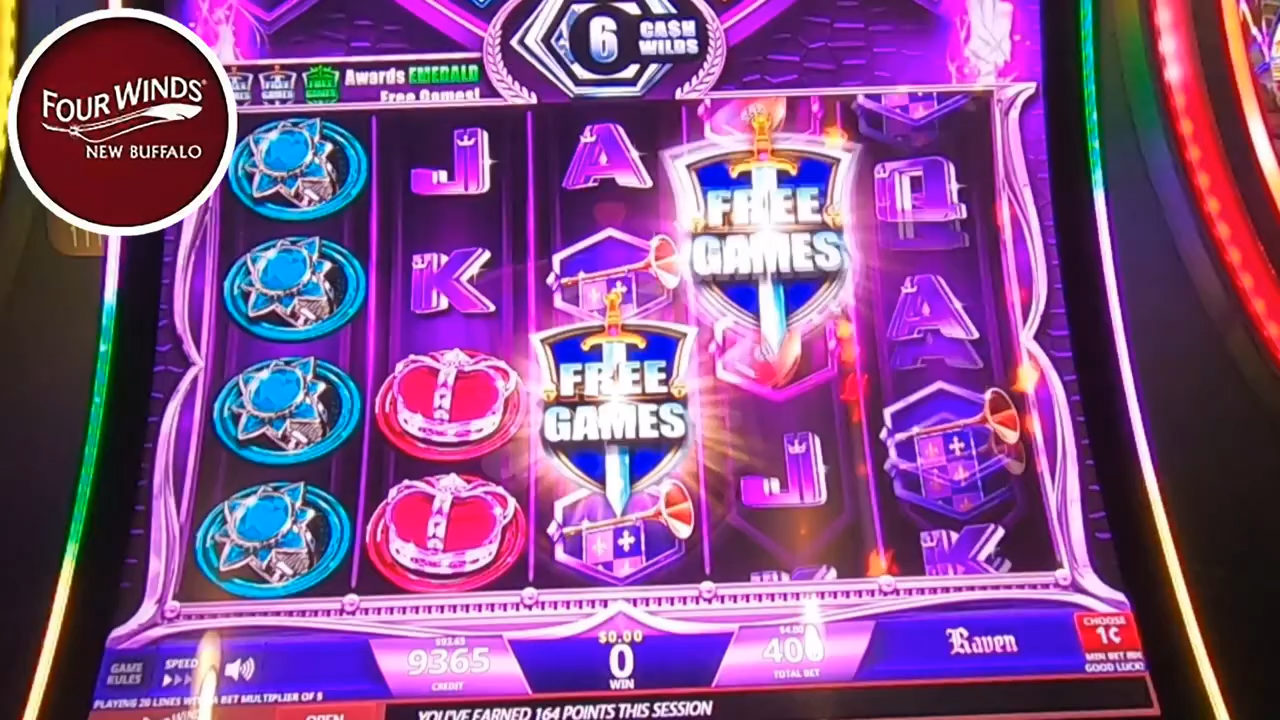 FOUR WINDS®
NEW BUFFALO
6 CASH
WILDS
Awards EMERALD
Free Games!
J
A
FREE
GAMES
Q
K
A
FREE
GAMES
J
K
$93.65
9365
CREDIT
$0.00
0
WIN
$4.00
400
TOTAL BET
Raven
CHOOSE
1¢
MIN BET 80¢
GOOD LUCK!
GAME
RULES
SPEED
PLAYING 20 LINES WITH A BET MULTIPLIER OF 5
OPEN
YOU'VE EARNED 164 POINTS THIS SESSION